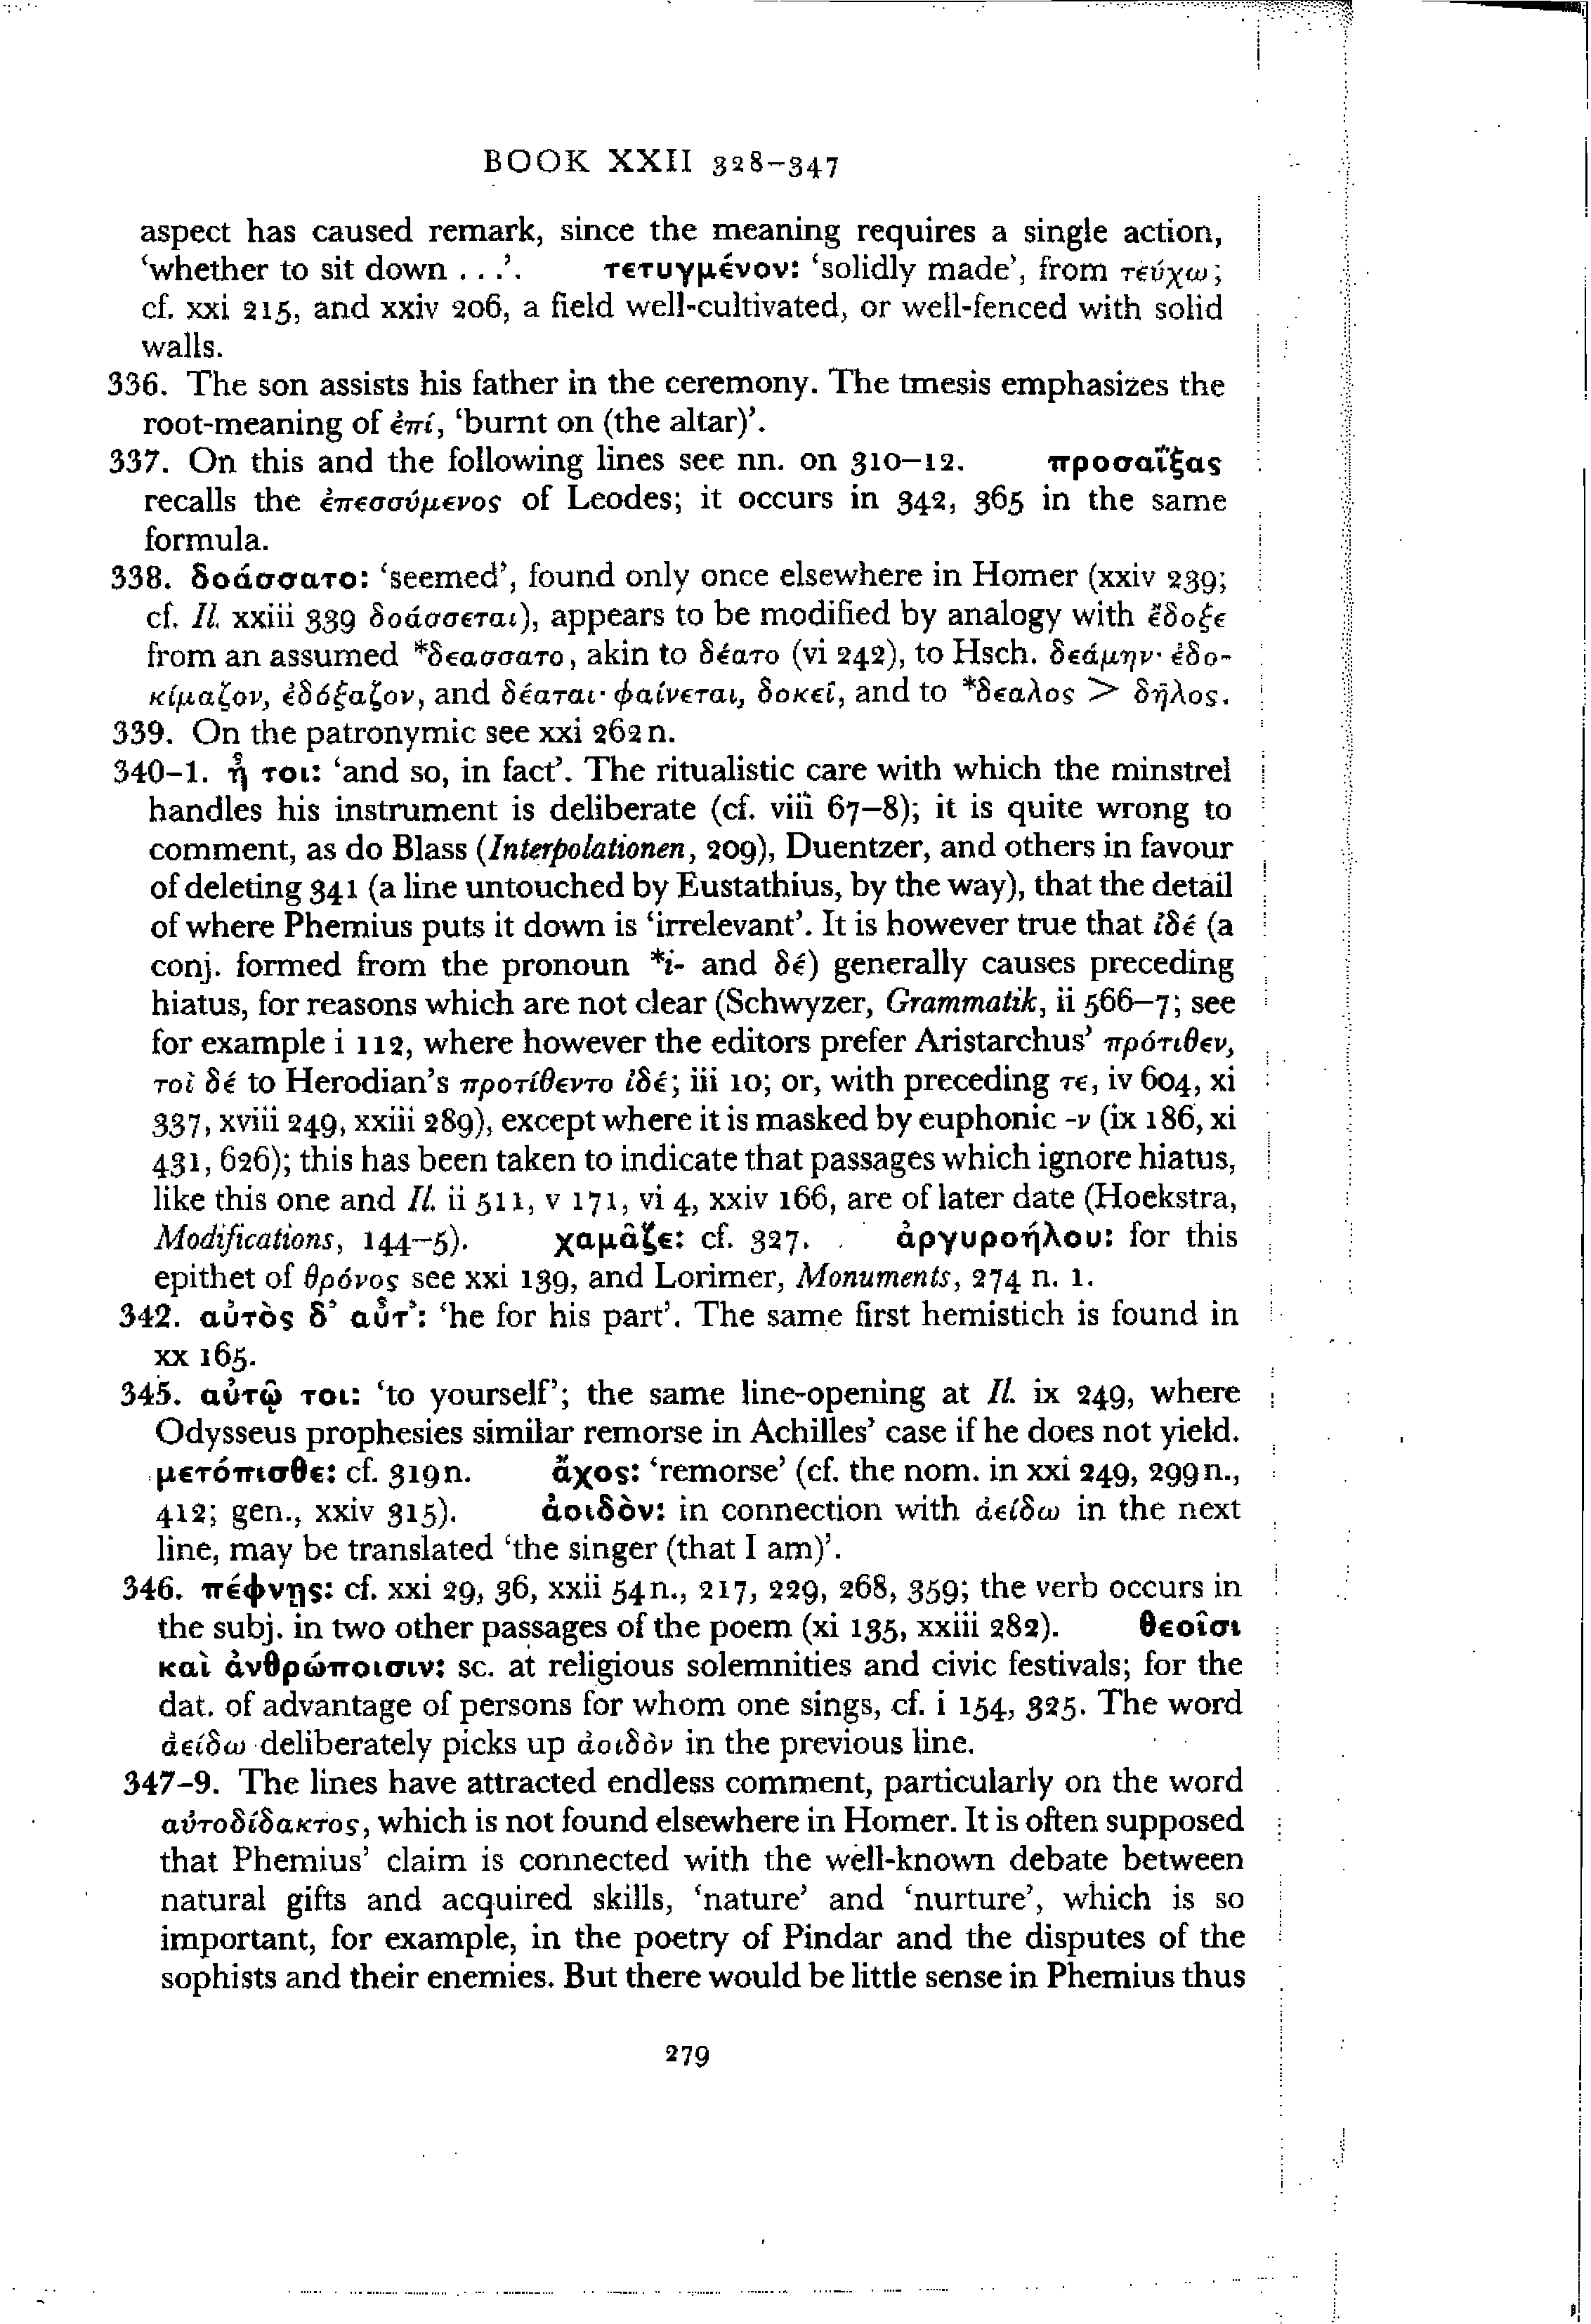 BOOK XXII 328–347
aspect has caused remark, since the meaning requires a single action,
‘whether to sit down . . .’. τετυγμένον: ‘solidly made’, from τεύχω;
cf. xxi 215, and xxiv 206, a field well-cultivated, or well-fenced with solid
walls.
336. The son assists his father in the ceremony. The tmesis emphasizes the
root-meaning of ἐπί, ‘burnt on (the altar)’.
337. On this and the following lines see nn. on 310–12. προσαΐξας
recalls the ἐπεσσύμενος of Leodes; it occurs in 342, 365 in the same
formula.
338. δοάσσατο: ‘seemed’, found only once elsewhere in Homer (xxiv 239;
cf. Il. xxiii 339 δοάσσεται), appears to be modified by analogy with ἔδοξε
from an assumed *δεασσατο, akin to δέατο (vi 242), to Hsch. δεάμην· ἐδο-
κίμαζον, ἐδόξαζον, and δέαται· φαίνεται, δοκεῖ, and to *δεαλος > δῆλος.
339. On the patronymic see xxi 262 n.
340–1. ἦ τοι: ‘and so, in fact’. The ritualistic care with which the minstrel
handles his instrument is deliberate (cf. viii 67–8); it is quite wrong to
comment, as do Blass (Interpolationen, 209), Duentzer, and others in favour
of deleting 341 (a line untouched by Eustathius, by the way), that the detail
of where Phemius puts it down is ‘irrelevant’. It is however true that ἰδέ (a
conj. formed from the pronoun *i- and δέ) generally causes preceding
hiatus, for reasons which are not clear (Schwyzer, Grammatik, ii 566–7; see
for example i 112, where however the editors prefer Aristarchus’ πρότιθεν,
τοὶ δέ to Herodian’s προτίθεντο ἰδέ; iii 10; or, with preceding τε, iv 604, xi
337, xviii 249, xxiii 289), except where it is masked by euphonic -ν (ix 186, xi
431, 626); this has been taken to indicate that passages which ignore hiatus,
like this one and Il. ii 511, v 171, vi 4, xxiv 166, are of later date (Hoekstra,
Modifications, 144–5). χαμᾶζε: cf. 327. ἀργυροήλου: for this
epithet of θρόνος see xxi 139, and Lorimer, Monuments, 274 n. 1.
342. αὐτὸς δ’ αὖτ’: ‘he for his part’. The same first hemistich is found in
xx 165.
345. αὐτῷ τοι: ‘to yourself’; the same line-opening at Il. ix 249, where
Odysseus prophesies similar remorse in Achilles’ case if he does not yield.
μετόπισθε: cf. 319 n. ἄχος: ‘remorse’ (cf. the nom. in xxi 249, 299 n.,
412; gen., xxiv 315). ἀοιδὸν: in connection with ἀείδω in the next
line, may be translated ‘the singer (that I am)’.
346. πέφνῃς: cf. xxi 29, 36, xxii 54 n., 217, 229, 268, 359; the verb occurs in
the subj. in two other passages of the poem (xi 135, xxiii 282). θεοῖσι
καὶ ἀνθρώποισιν: sc. at religious solemnities and civic festivals; for the
dat. of advantage of persons for whom one sings, cf. i 154, 325. The word
ἀείδω deliberately picks up ἀοιδὸν in the previous line.
347–9. The lines have attracted endless comment, particularly on the word
αὐτοδίδακτος, which is not found elsewhere in Homer. It is often supposed
that Phemius’ claim is connected with the well-known debate between
natural gifts and acquired skills, ‘nature’ and ‘nurture’, which is so
important, for example, in the poetry of Pindar and the disputes of the
sophists and their enemies. But there would be little sense in Phemius thus
279